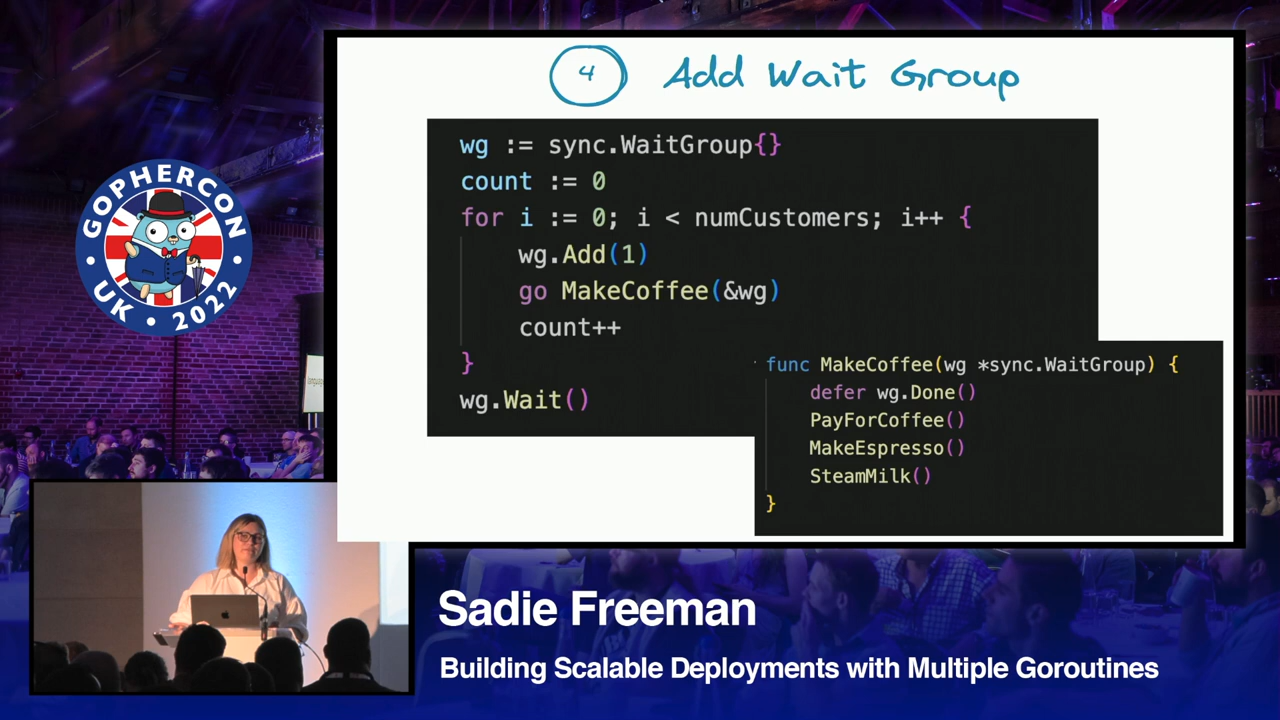 GOPHERCON
UK • 2022
4 Add Wait Group
wg := sync.WaitGroup{}
count := 0
for i := 0; i < numCustomers; i++ {
wg.Add(1)
go MakeCoffee(&wg)
count++
}
wg.Wait()
func MakeCoffee(wg *sync.WaitGroup) {
defer wg.Done()
PayForCoffee()
MakeEspresso()
SteamMilk()
}
Sadie Freeman
Building Scalable Deployments with Multiple Goroutines